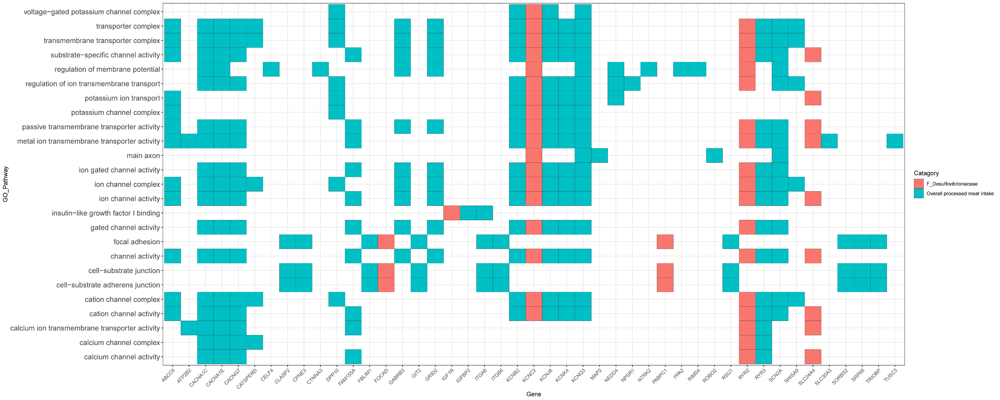 voltage−gated potassium channel complex
transporter complex
transmembrane transporter complex
substrate−specific channel activity
regulation of membrane potential
regulation of ion transmembrane transport
potassium ion transport
potassium channel complex
passive transmembrane transporter activity
metal ion transmembrane transporter activity
main axon
ion gated channel activity
ion channel complex
ion channel activity
insulin−like growth factor I binding
gated channel activity
focal adhesion
channel activity
cell−substrate junction
cell−substrate adherens junction
cation channel complex
cation channel activity
calcium ion transmembrane transporter activity
calcium channel complex
calcium channel activity
GO_Pathway
ABCC9
ATP2B2
CACNA1C
CACNA1E
CACNG7
CATSPERD
CELF4
CLASP2
CPNE3
CTNNA3
DPP10
FAM155A
FBLIM1
FOCAD
GABRB3
GIT2
GRID2
IGF1R
IGFBP2
ITGA6
ITGB6
KCNB2
KCNC2
KCNJ6
KCNK4
KCNQ3
MAP2
NEDD4
NPSR1
NTRK2
PABPC1
PPA2
RIMS4
ROBO2
RSU1
RYR2
RYR3
SCN2A
SHISA9
SLC24A4
SLC30A3
SORBS2
SRP68
TRIOBP
TUSC3
Gene
Catagory
F_Desulfovibrionaceae
Overall processed meat intake